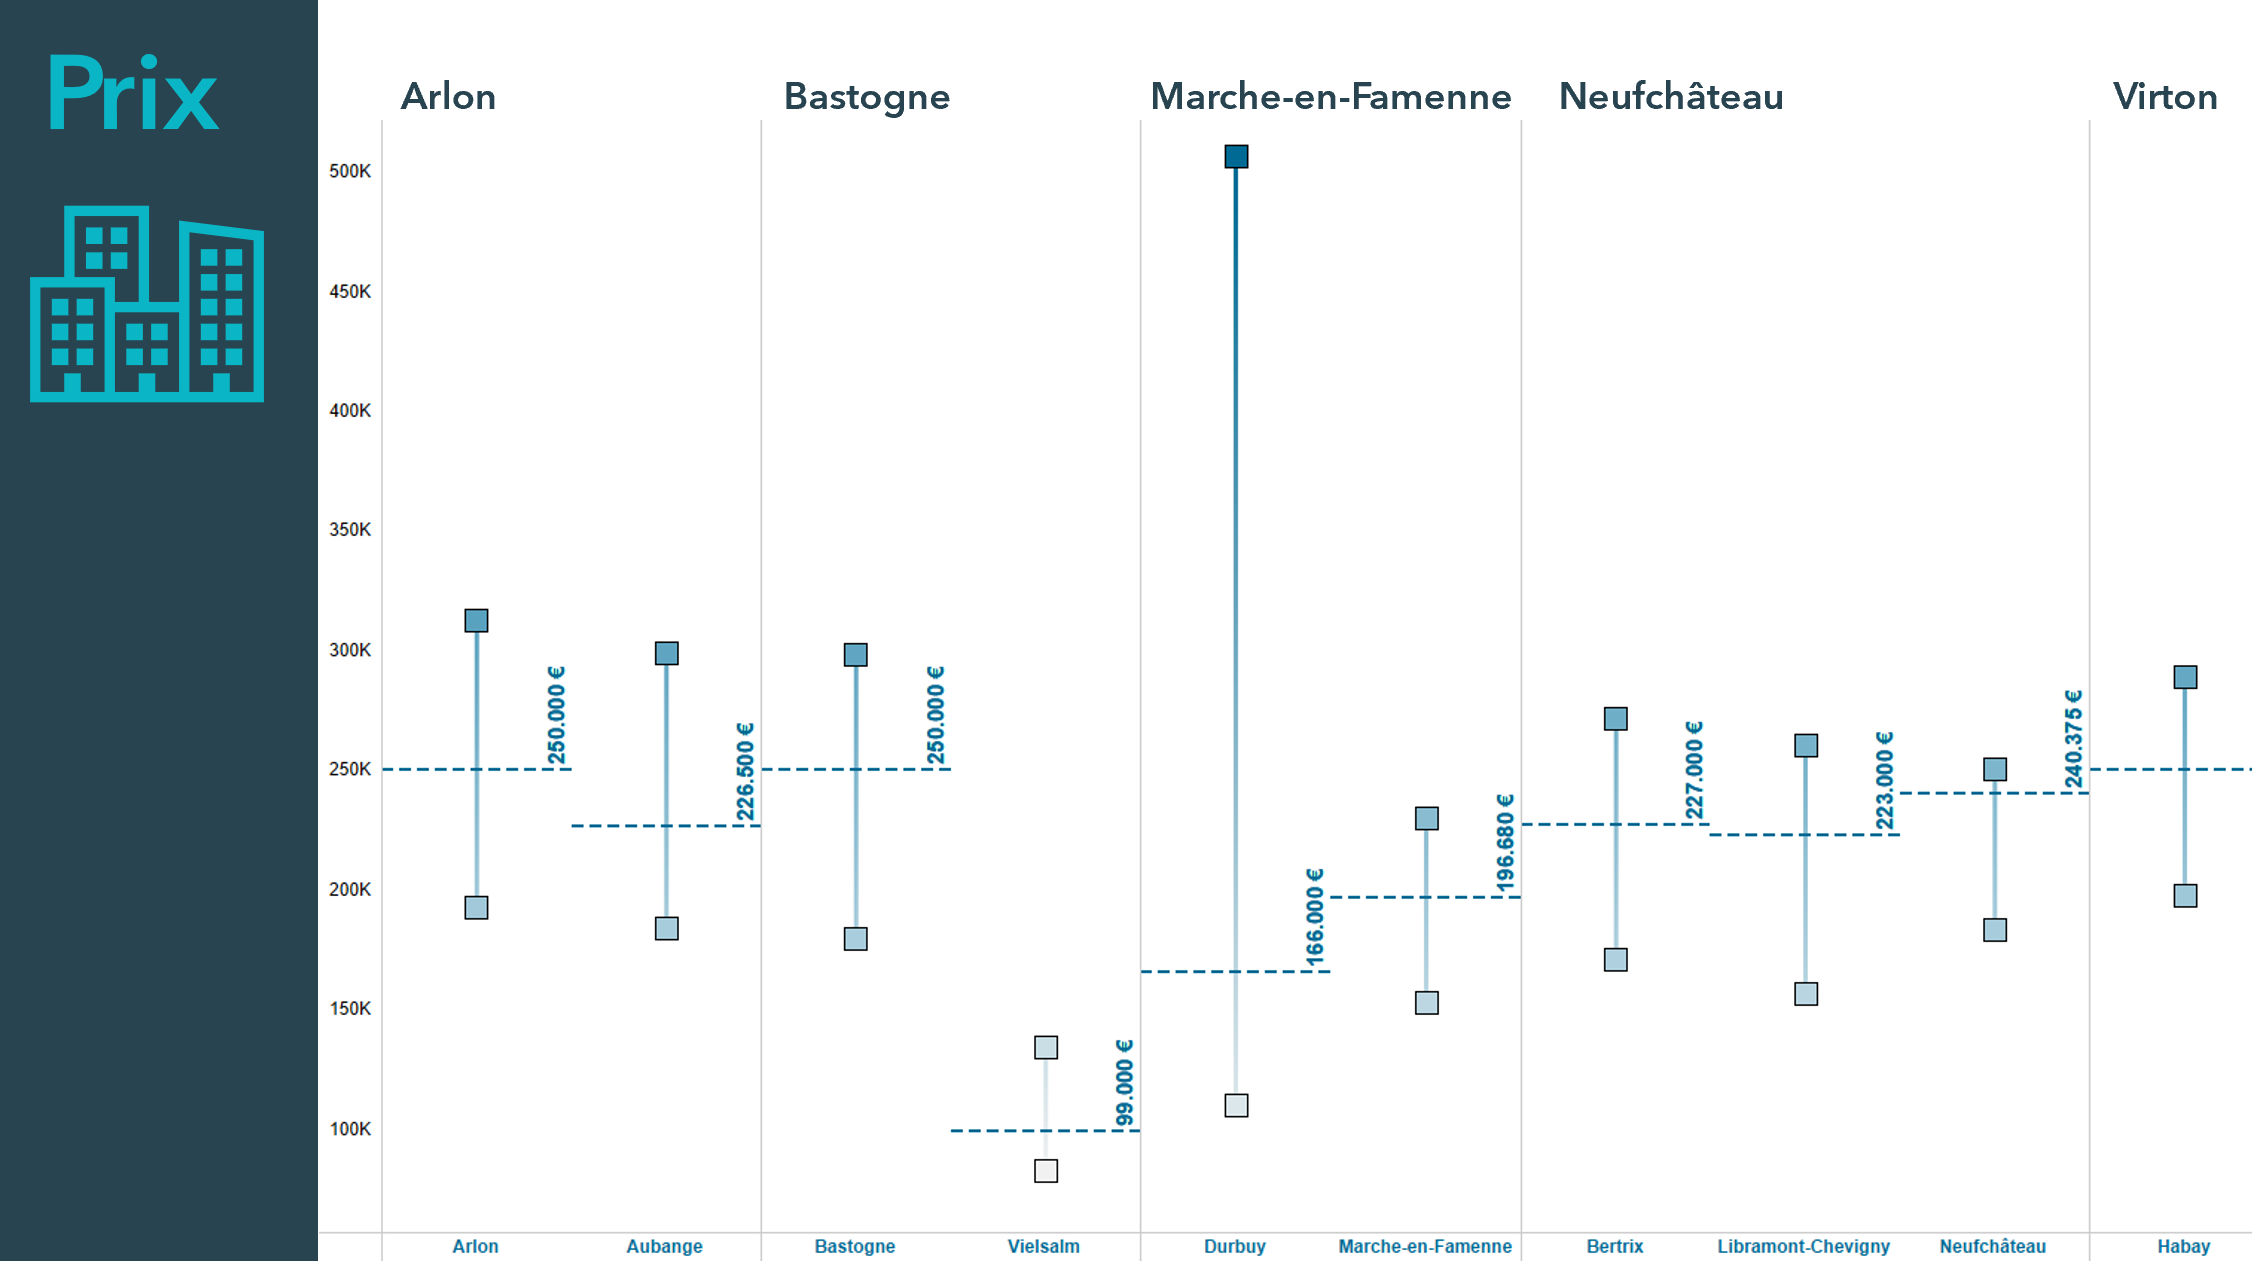 Prix
Arlon
Bastogne
Marche-en-Famenne
Neufchâteau
Virton
500K
450K
400K
350K
300K
250K
200K
150K
100K
250.000 €
226.500 €
250.000 €
99.000 €
166.000 €
196.680 €
227.000 €
223.000 €
240.375 €
Arlon
Aubange
Bastogne
Vielsalm
Durbuy
Marche-en-Famenne
Bertrix
Libramont-Chevigny
Neufchâteau
Habay